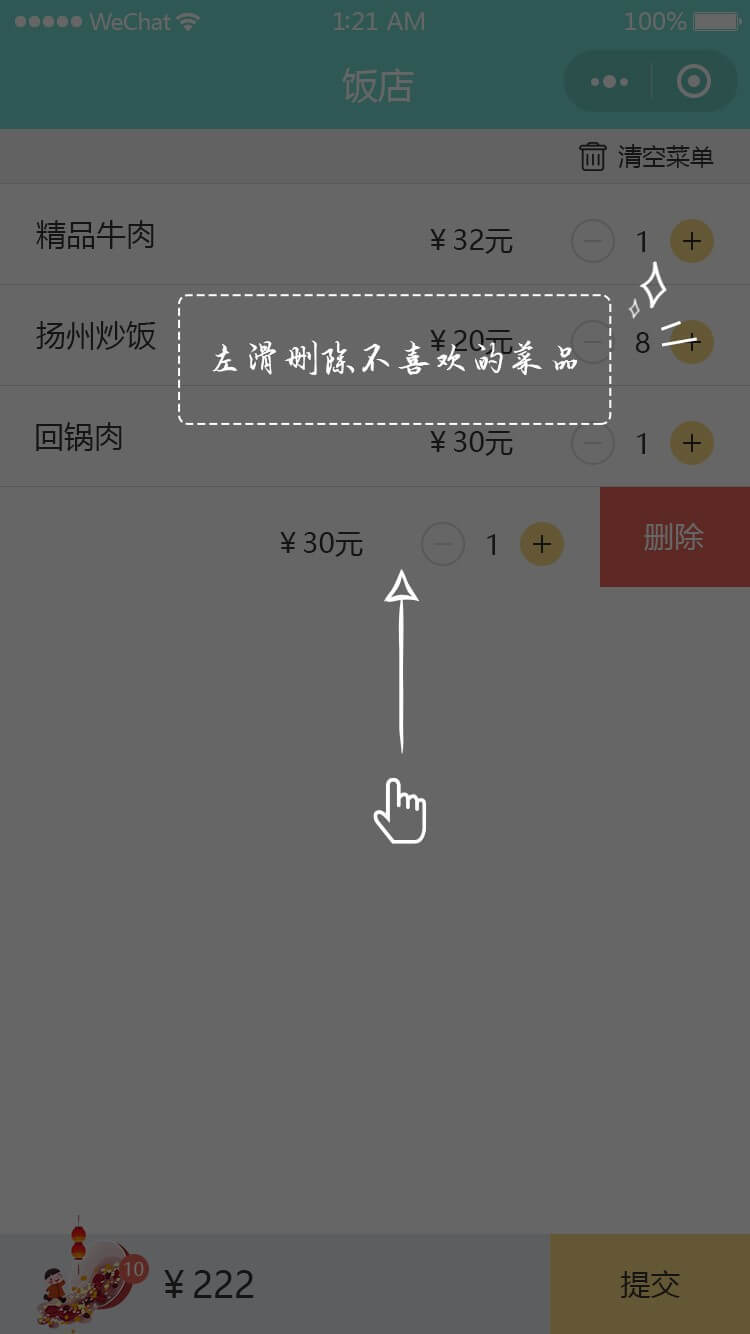 WeChat 1:21 AM 100%
饭店
清空菜单
精品牛肉 ¥32元 1
扬州炒饭 ¥20元 8
左滑删除不喜欢的菜品
回锅肉 ¥30元 1
¥30元 1 删除
10 ¥222 提交